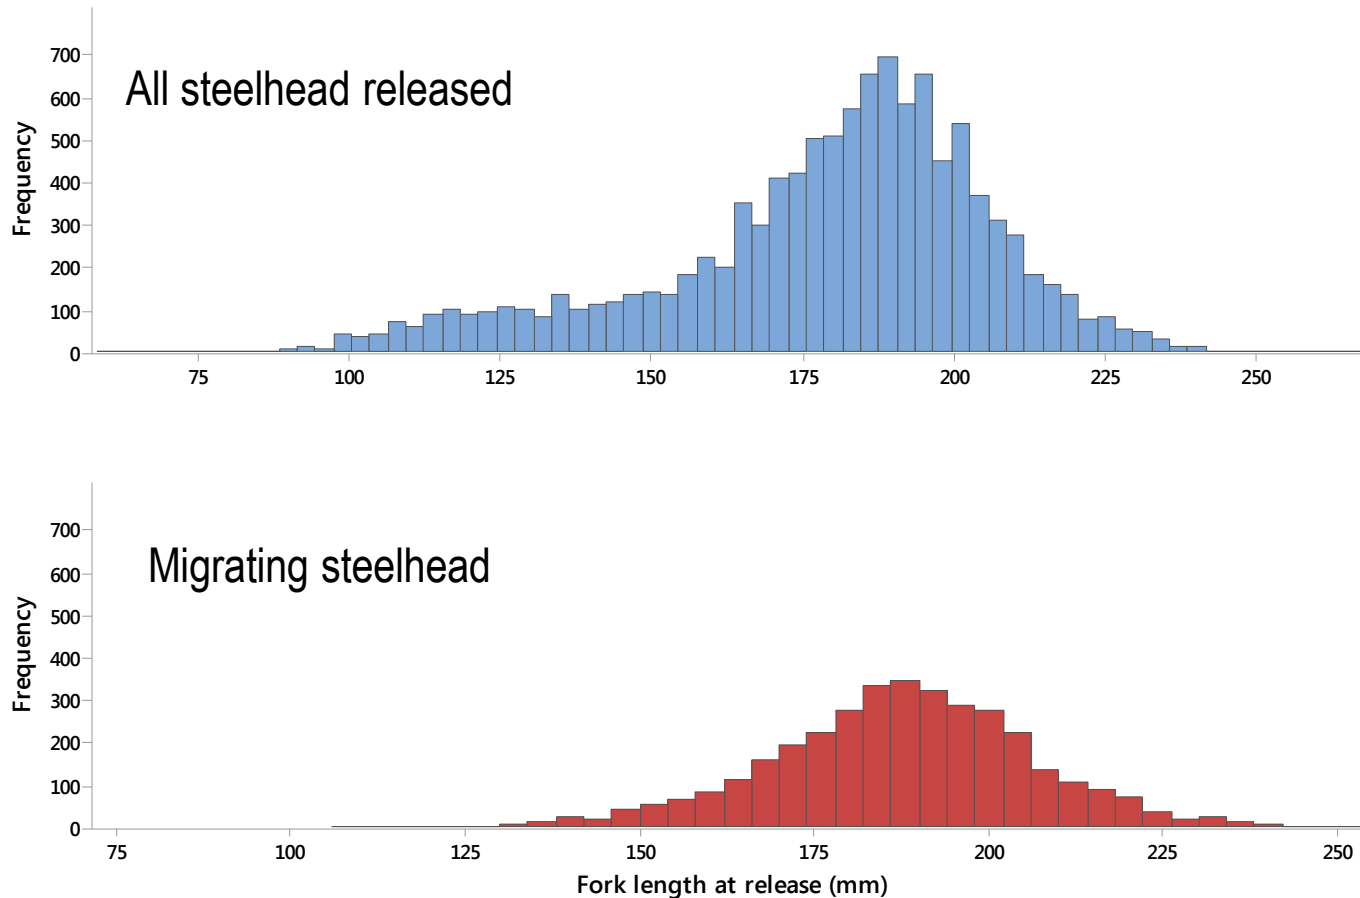 700
All steelhead released
600
500
400
300
200
100
0
Frequency
75 100 125 150 175 200 225 250
700
Migrating steelhead
600
500
400
300
200
100
0
Frequency
75 100 125 150 175 200 225 250
Fork length at release (mm)